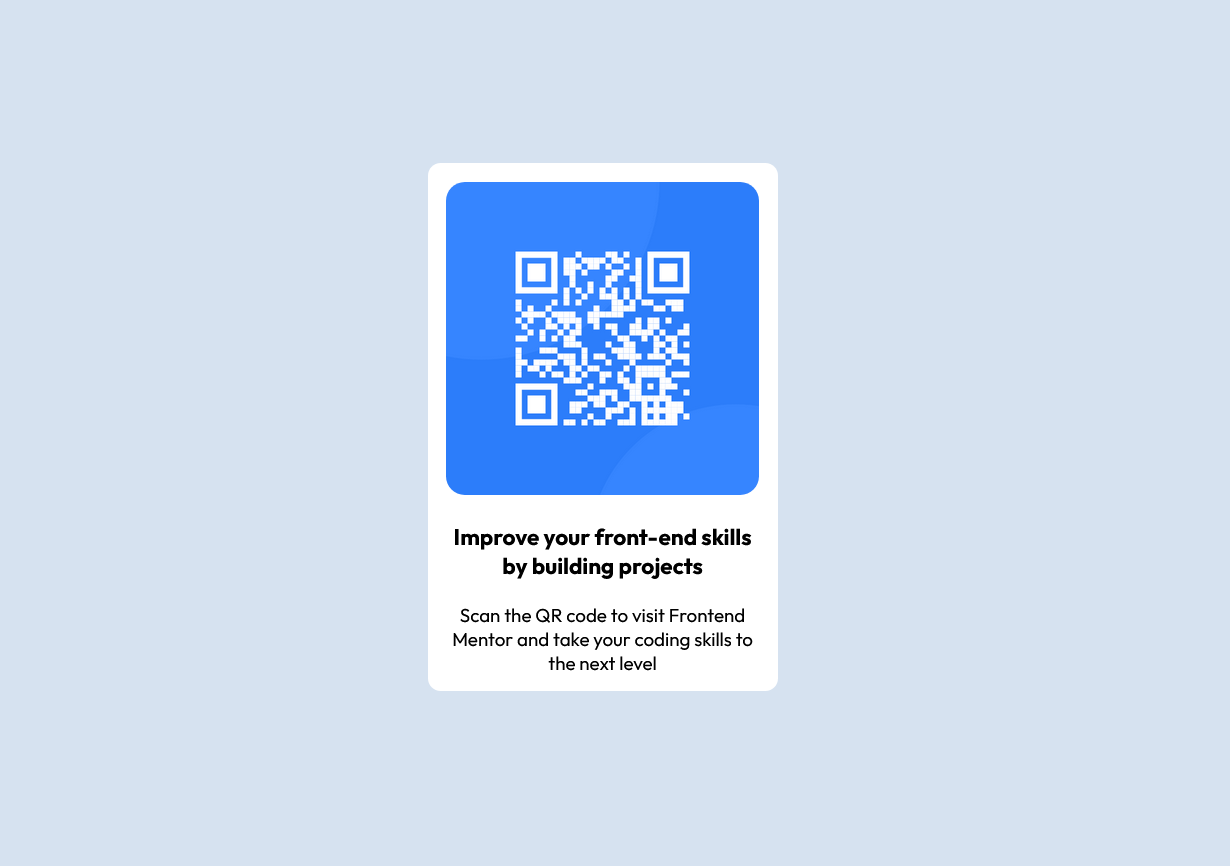 Improve your front-end skills
by building projects
Scan the QR code to visit Frontend
Mentor and take your coding skills to
the next level